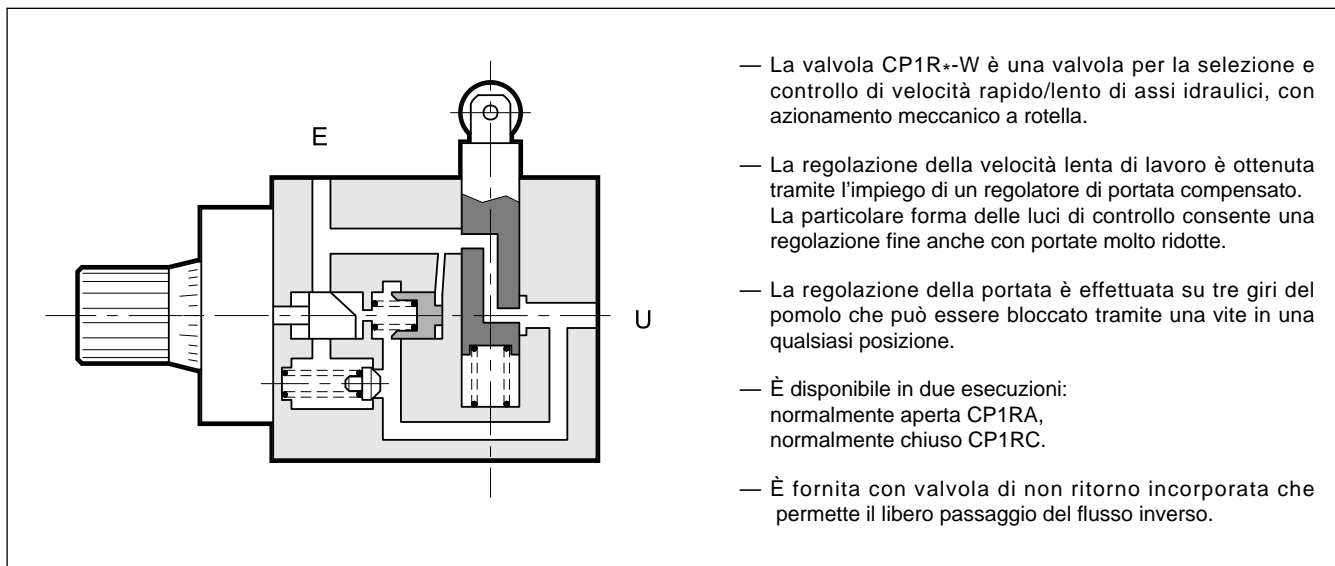 E
U
— La valvola CP1R*-W è una valvola per la selezione e
controllo di velocità rapido/lento di assi idraulici, con
azionamento meccanico a rotella.
— La regolazione della velocità lenta di lavoro è ottenuta
tramite l'impiego di un regolatore di portata compensato.
La particolare forma delle luci di controllo consente una
regolazione fine anche con portate molto ridotte.
— La regolazione della portata è effettuata su tre giri del
pomolo che può essere bloccato tramite una vite in una
qualsiasi posizione.
— È disponibile in due esecuzioni:
normalmente aperta CP1RA,
normalmente chiuso CP1RC.
— È fornita con valvola di non ritorno incorporata che
permette il libero passaggio del flusso inverso.